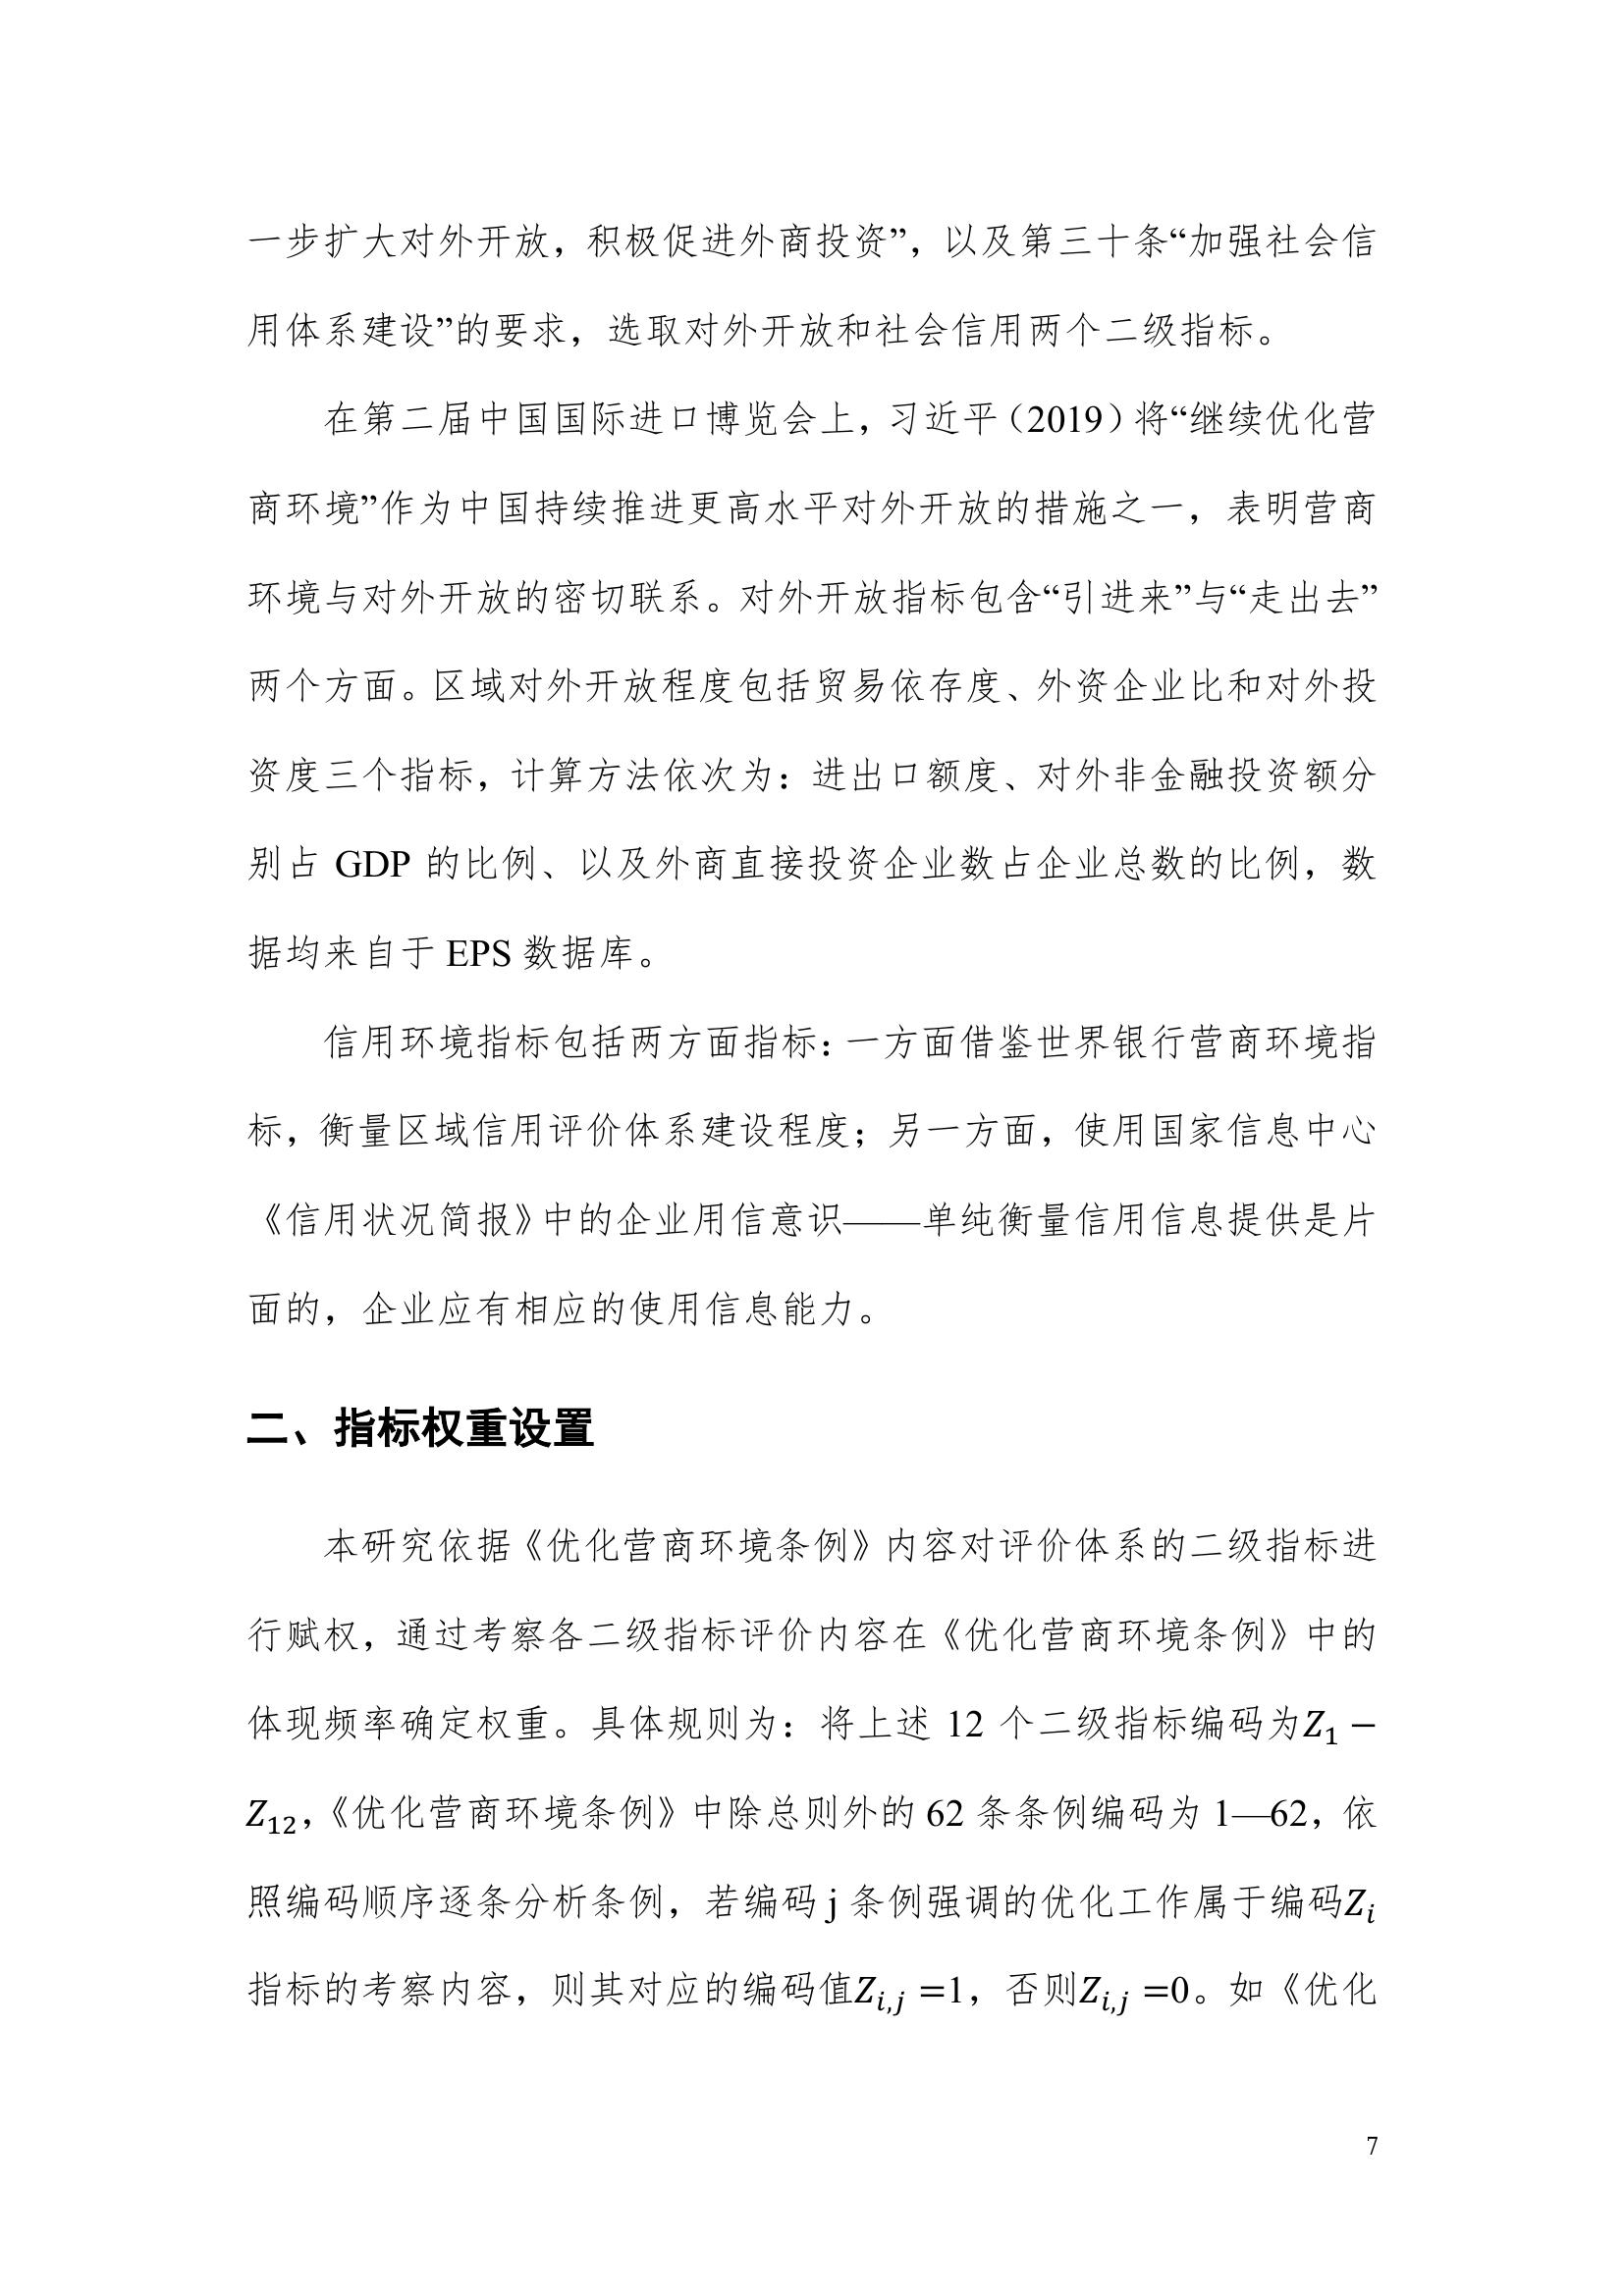 一步扩大对外开放，积极促进外商投资”，以及第三十条“加强社会信
用体系建设”的要求，选取对外开放和社会信用两个二级指标。
在第二届中国国际进口博览会上，习近平（2019）将“继续优化营
商环境”作为中国持续推进更高水平对外开放的措施之一，表明营商
环境与对外开放的密切联系。对外开放指标包含“引进来”与“走出去”
两个方面。区域对外开放程度包括贸易依存度、外资企业比和对外投
资度三个指标，计算方法依次为：进出口额度、对外非金融投资额分
别占 GDP 的比例、以及外商直接投资企业数占企业总数的比例，数
据均来自于 EPS 数据库。
信用环境指标包括两方面指标：一方面借鉴世界银行营商环境指
标，衡量区域信用评价体系建设程度；另一方面，使用国家信息中心
《信用状况简报》中的企业用信意识——单纯衡量信用信息提供是片
面的，企业应有相应的使用信息能力。
二、指标权重设置
本研究依据《优化营商环境条例》内容对评价体系的二级指标进
行赋权，通过考察各二级指标评价内容在《优化营商环境条例》中的
体现频率确定权重。具体规则为：将上述 12 个二级指标编码为Z₁ −
Z₁₂，《优化营商环境条例》中除总则外的 62 条条例编码为 1—62，依
照编码顺序逐条分析条例，若编码 j 条例强调的优化工作属于编码Zᵢ
指标的考察内容，则其对应的编码值Zᵢ,ⱼ =1，否则Zᵢ,ⱼ =0。如《优化
7